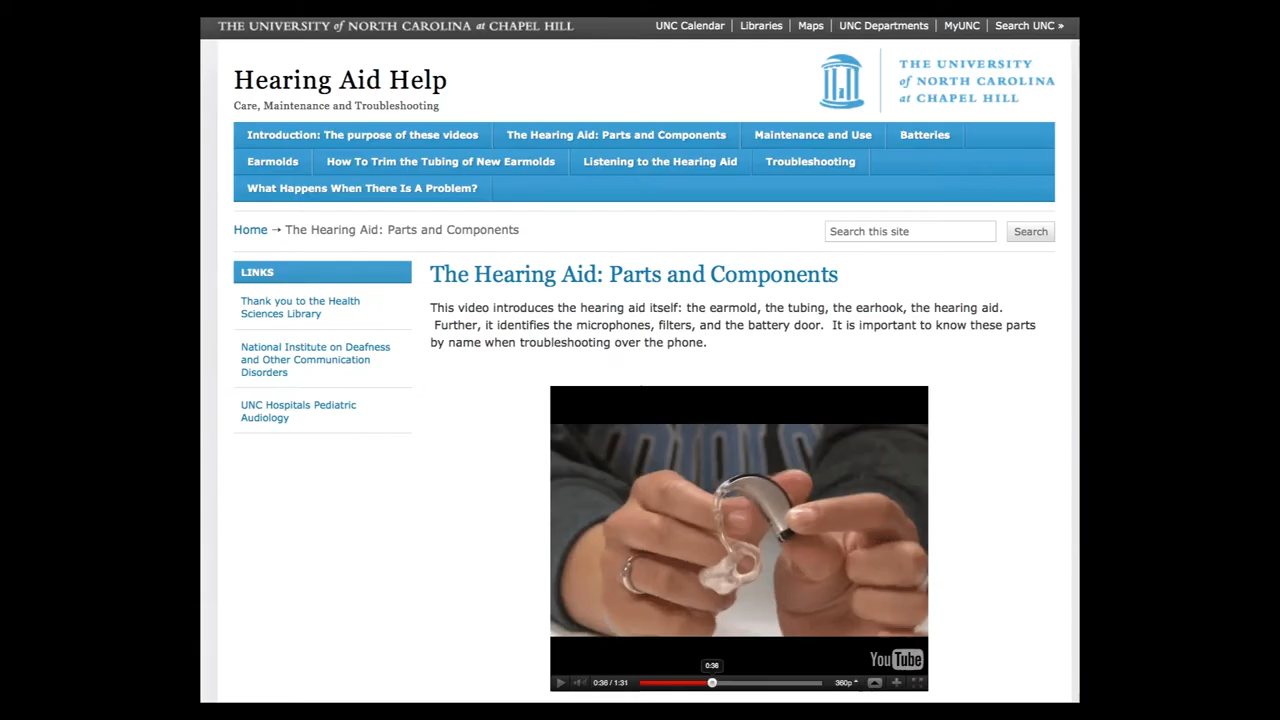 THE UNIVERSITY of NORTH CAROLINA at CHAPEL HILL
UNC Calendar Libraries Maps UNC Departments MyUNC Search UNC »
Hearing Aid Help
Care, Maintenance and Troubleshooting
THE UNIVERSITY
of NORTH CAROLINA
at CHAPEL HILL
Introduction: The purpose of these videos The Hearing Aid: Parts and Components Maintenance and Use Batteries
Earmolds How To Trim the Tubing of New Earmolds Listening to the Hearing Aid Troubleshooting
What Happens When There Is A Problem?
Home → The Hearing Aid: Parts and Components
Search this site Search
LINKS
Thank you to the Health
Sciences Library
National Institute on Deafness
and Other Communication
Disorders
UNC Hospitals Pediatric
Audiology
The Hearing Aid: Parts and Components
This video introduces the hearing aid itself: the earmold, the tubing, the earhook, the hearing aid.
Further, it identifies the microphones, filters, and the battery door. It is important to know these parts
by name when troubleshooting over the phone.
YouTube
0:36
0:36 / 1:31 360p